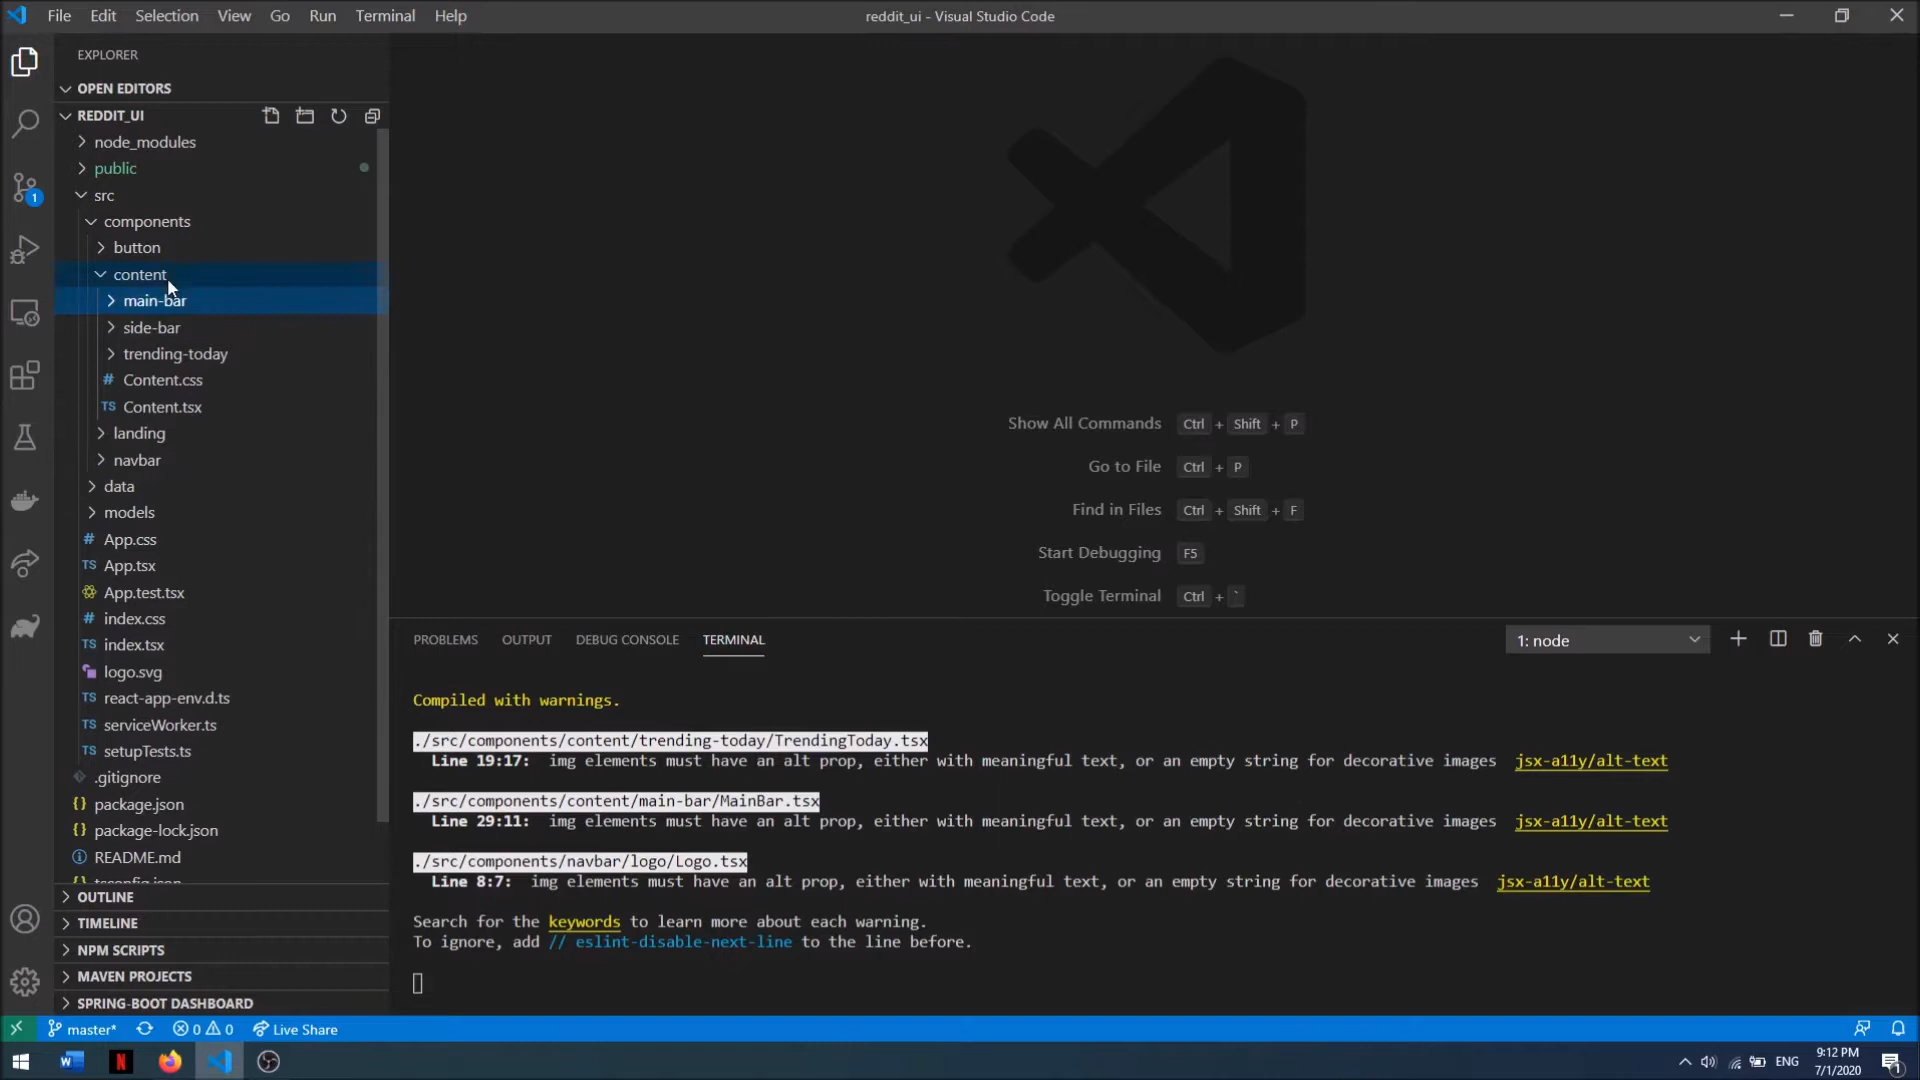 File Edit Selection View Go Run Terminal Help
reddit_ui - Visual Studio Code
EXPLORER
OPEN EDITORS
REDDIT_UI
node_modules
public
src
components
button
content
main-bar
side-bar
trending-today
# Content.css
TS Content.tsx
landing
navbar
data
models
# App.css
TS App.tsx
App.test.tsx
# index.css
TS index.tsx
logo.svg
TS react-app-env.d.ts
TS serviceWorker.ts
TS setupTests.ts
.gitignore
{} package.json
{} package-lock.json
README.md
{} tsconfig.json
OUTLINE
TIMELINE
NPM SCRIPTS
MAVEN PROJECTS
SPRING-BOOT DASHBOARD
1
Show All Commands Ctrl + Shift + P
Go to File Ctrl + P
Find in Files Ctrl + Shift + F
Start Debugging F5
Toggle Terminal Ctrl + `
PROBLEMS OUTPUT DEBUG CONSOLE TERMINAL
1: node
Compiled with warnings.
./src/components/content/trending-today/TrendingToday.tsx
Line 19:17: img elements must have an alt prop, either with meaningful text, or an empty string for decorative images jsx-a11y/alt-text
./src/components/content/main-bar/MainBar.tsx
Line 29:11: img elements must have an alt prop, either with meaningful text, or an empty string for decorative images jsx-a11y/alt-text
./src/components/navbar/logo/Logo.tsx
Line 8:7: img elements must have an alt prop, either with meaningful text, or an empty string for decorative images jsx-a11y/alt-text
Search for the keywords to learn more about each warning.
To ignore, add // eslint-disable-next-line to the line before.
master* 0 0 Live Share
ENG
9:12 PM
7/1/2020
1